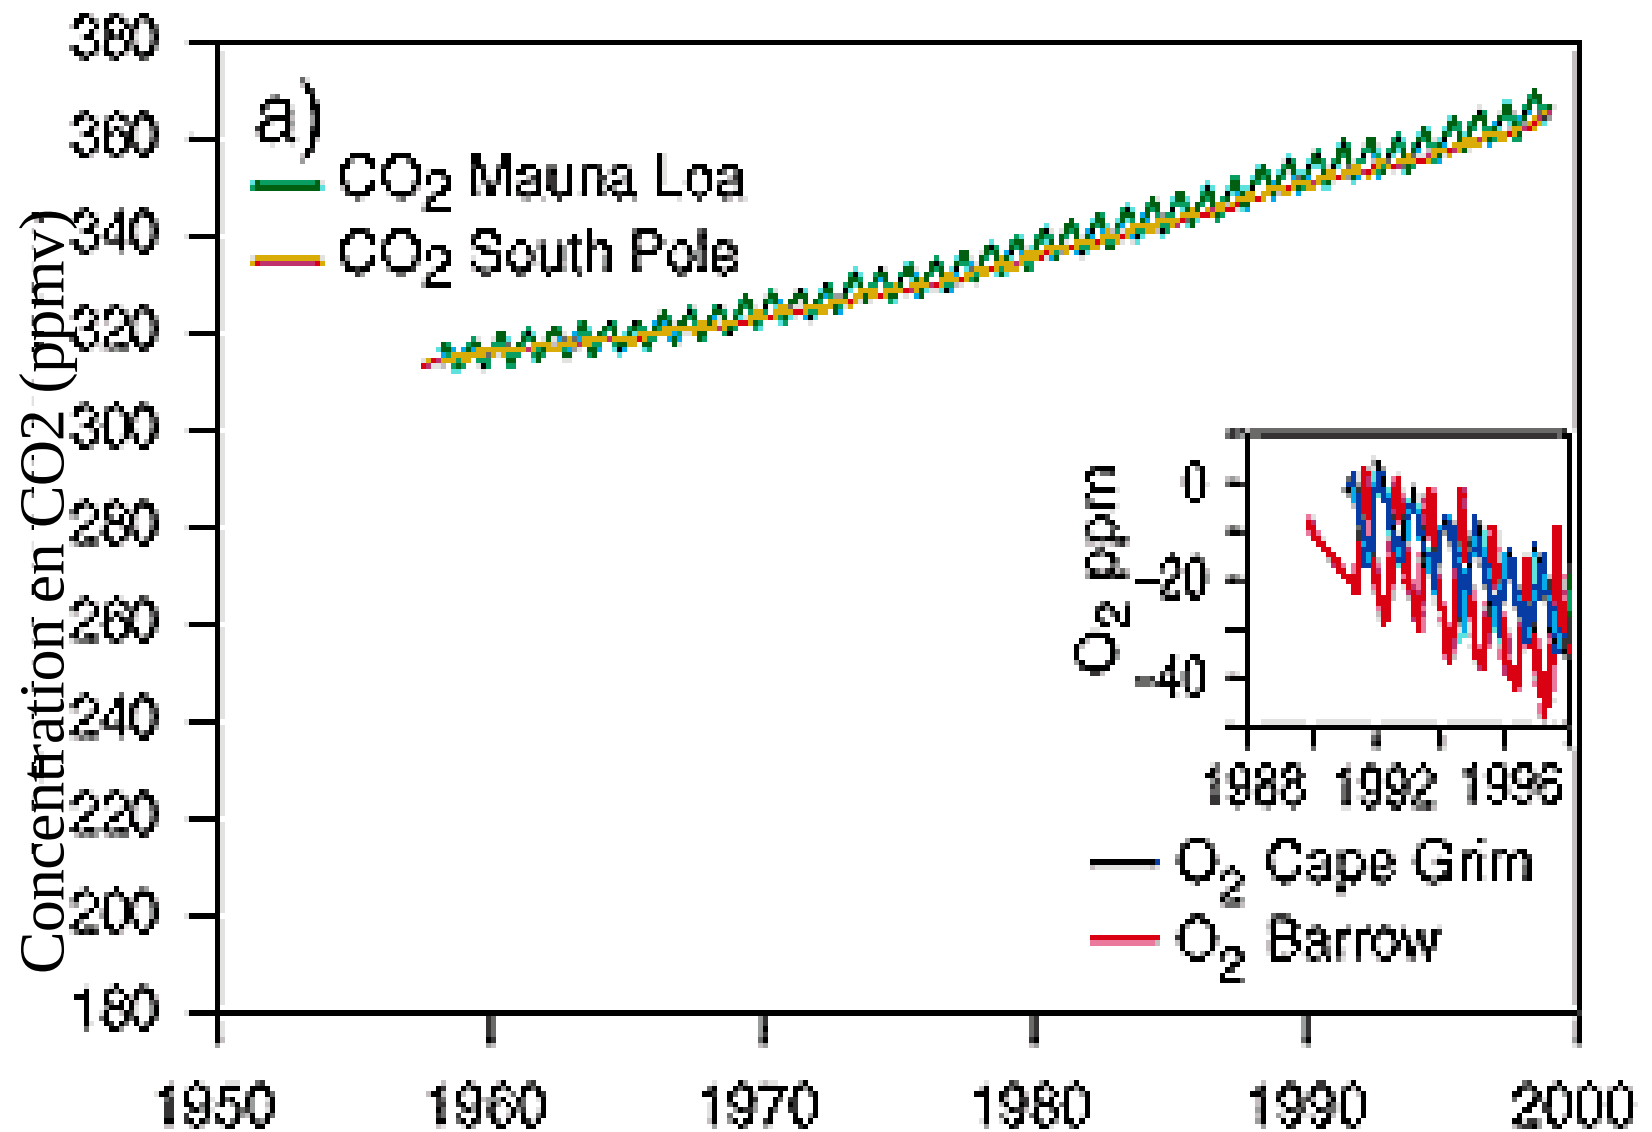 a)
CO2 Mauna Loa
CO2 South Pole
Concentration en CO2 (ppmv)
380
360
340
320
300
280
260
240
220
200
180
1950 1960 1970 1980 1990 2000
O2 ppm
0
-20
-40
1988 1992 1996
O2 Cape Grim
O2 Barrow